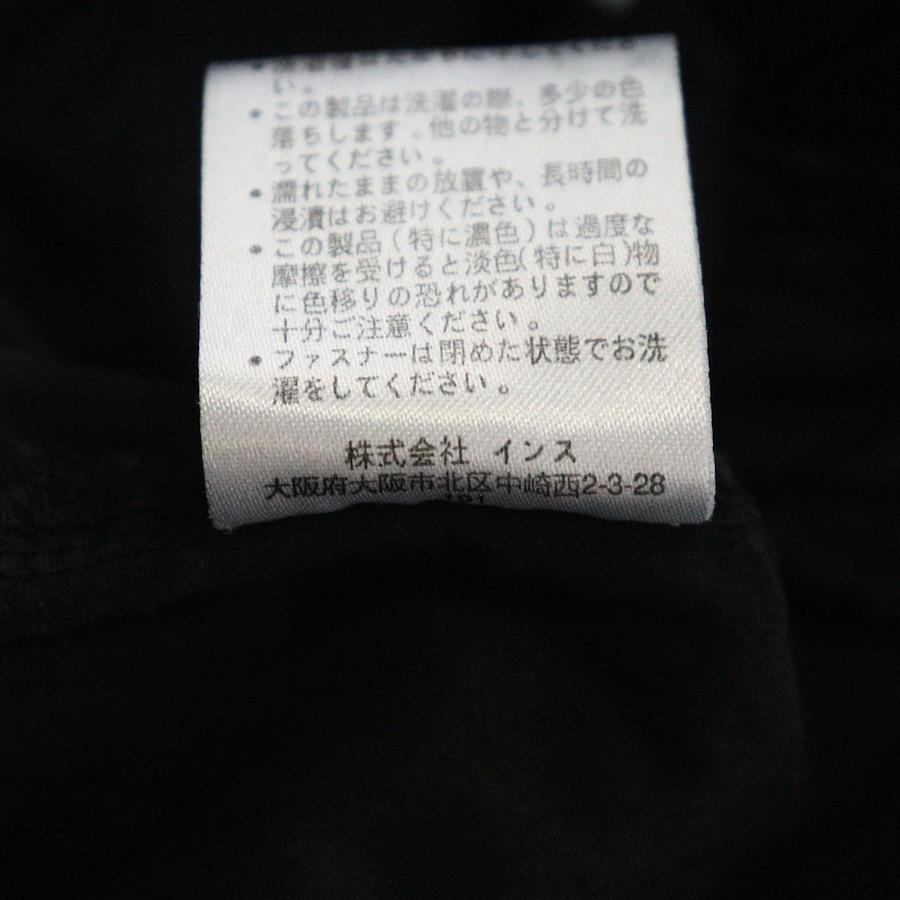 い。
・この製品は洗濯の際、多少の色
落ちします。他の物と分けて洗
ってください。
・濡れたままの放置や、長時間の
浸漬はお避けください。
・この製品(特に濃色)は過度な
摩擦を受けると淡色(特に白)物
に色移りの恐れがありますので
十分ご注意ください。
・ファスナーは閉めた状態でお洗
濯をしてください。
株式会社 インス
大阪府大阪市北区中崎西2-3-28